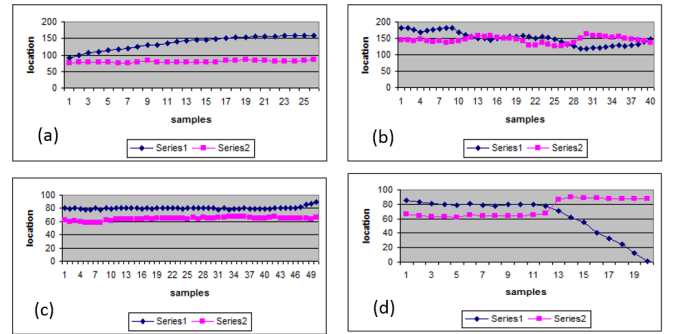 200
150
100
50
0
location
1 3 5 7 9 11 13 15 17 19 21 23 25
samples
(a)
Series1 Series2
200
150
100
50
0
location
1 4 7 10 13 16 19 22 25 28 31 34 37 40
samples
(b)
Series1 Series2
100
80
60
40
20
0
location
1 4 7 10 13 16 19 22 25 28 31 34 37 40 43 46 49
samples
(c)
Series1 Series2
100
80
60
40
20
0
location
1 3 5 7 9 11 13 15 17 19
samples
(d)
Series1 Series2